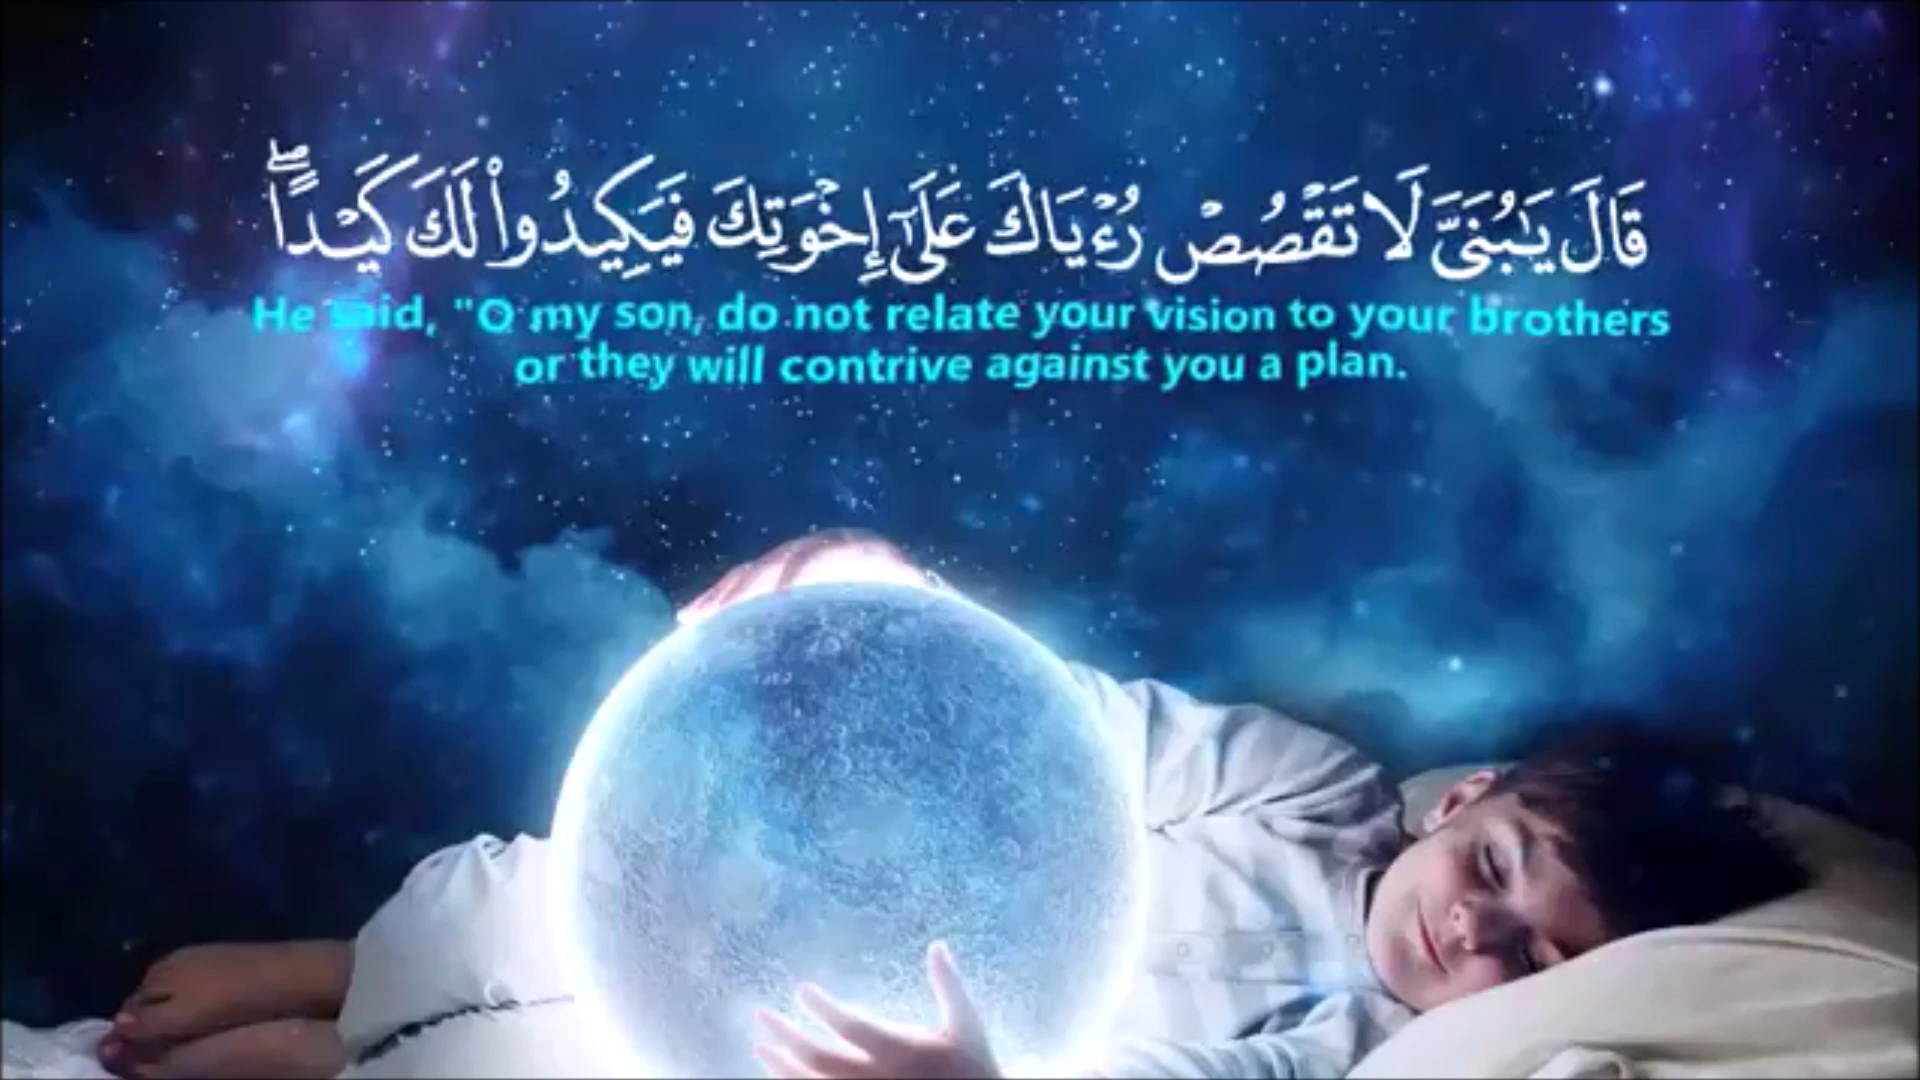 قَالَ يَٰبُنَىَّ لَا تَقْصُصْ رُءْيَاكَ عَلَىٰٓ إِخْوَتِكَ فَيَكِيدُوا۟ لَكَ كَيْدًا ۖ
He said, "O my son, do not relate your vision to your brothers
or they will contrive against you a plan.